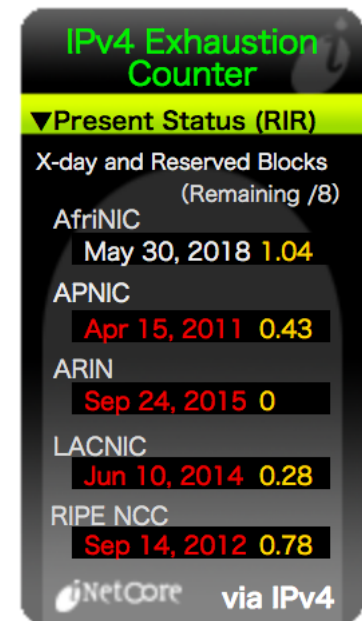 IPv4 Exhaustion
Counter
▼Present Status (RIR)
X-day and Reserved Blocks
(Remaining /8)
AfriNIC
May 30, 2018 1.04
APNIC
Apr 15, 2011 0.43
ARIN
Sep 24, 2015 0
LACNIC
Jun 10, 2014 0.28
RIPE NCC
Sep 14, 2012 0.78
iNetCore via IPv4